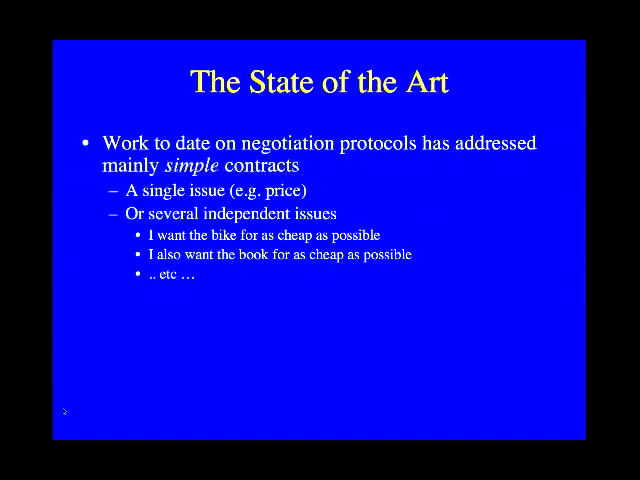 The State of the Art
• Work to date on negotiation protocols has addressed
mainly simple contracts
– A single issue (e.g. price)
– Or several independent issues
• I want the bike for as cheap as possible
• I also want the book for as cheap as possible
• .. etc …